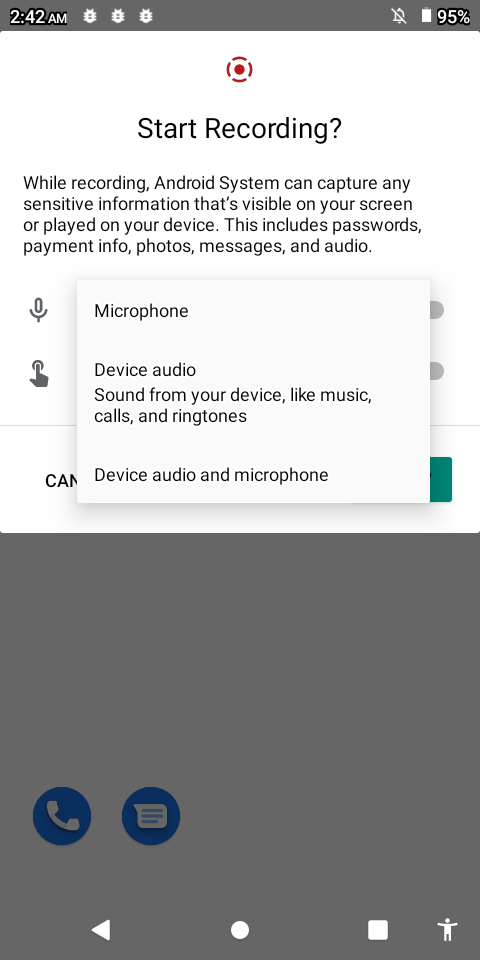 2:42 AM
95%
Start Recording?
While recording, Android System can capture any
sensitive information that’s visible on your screen
or played on your device. This includes passwords,
payment info, photos, messages, and audio.
Microphone
Device audio
Sound from your device, like music,
calls, and ringtones
Device audio and microphone
CAN